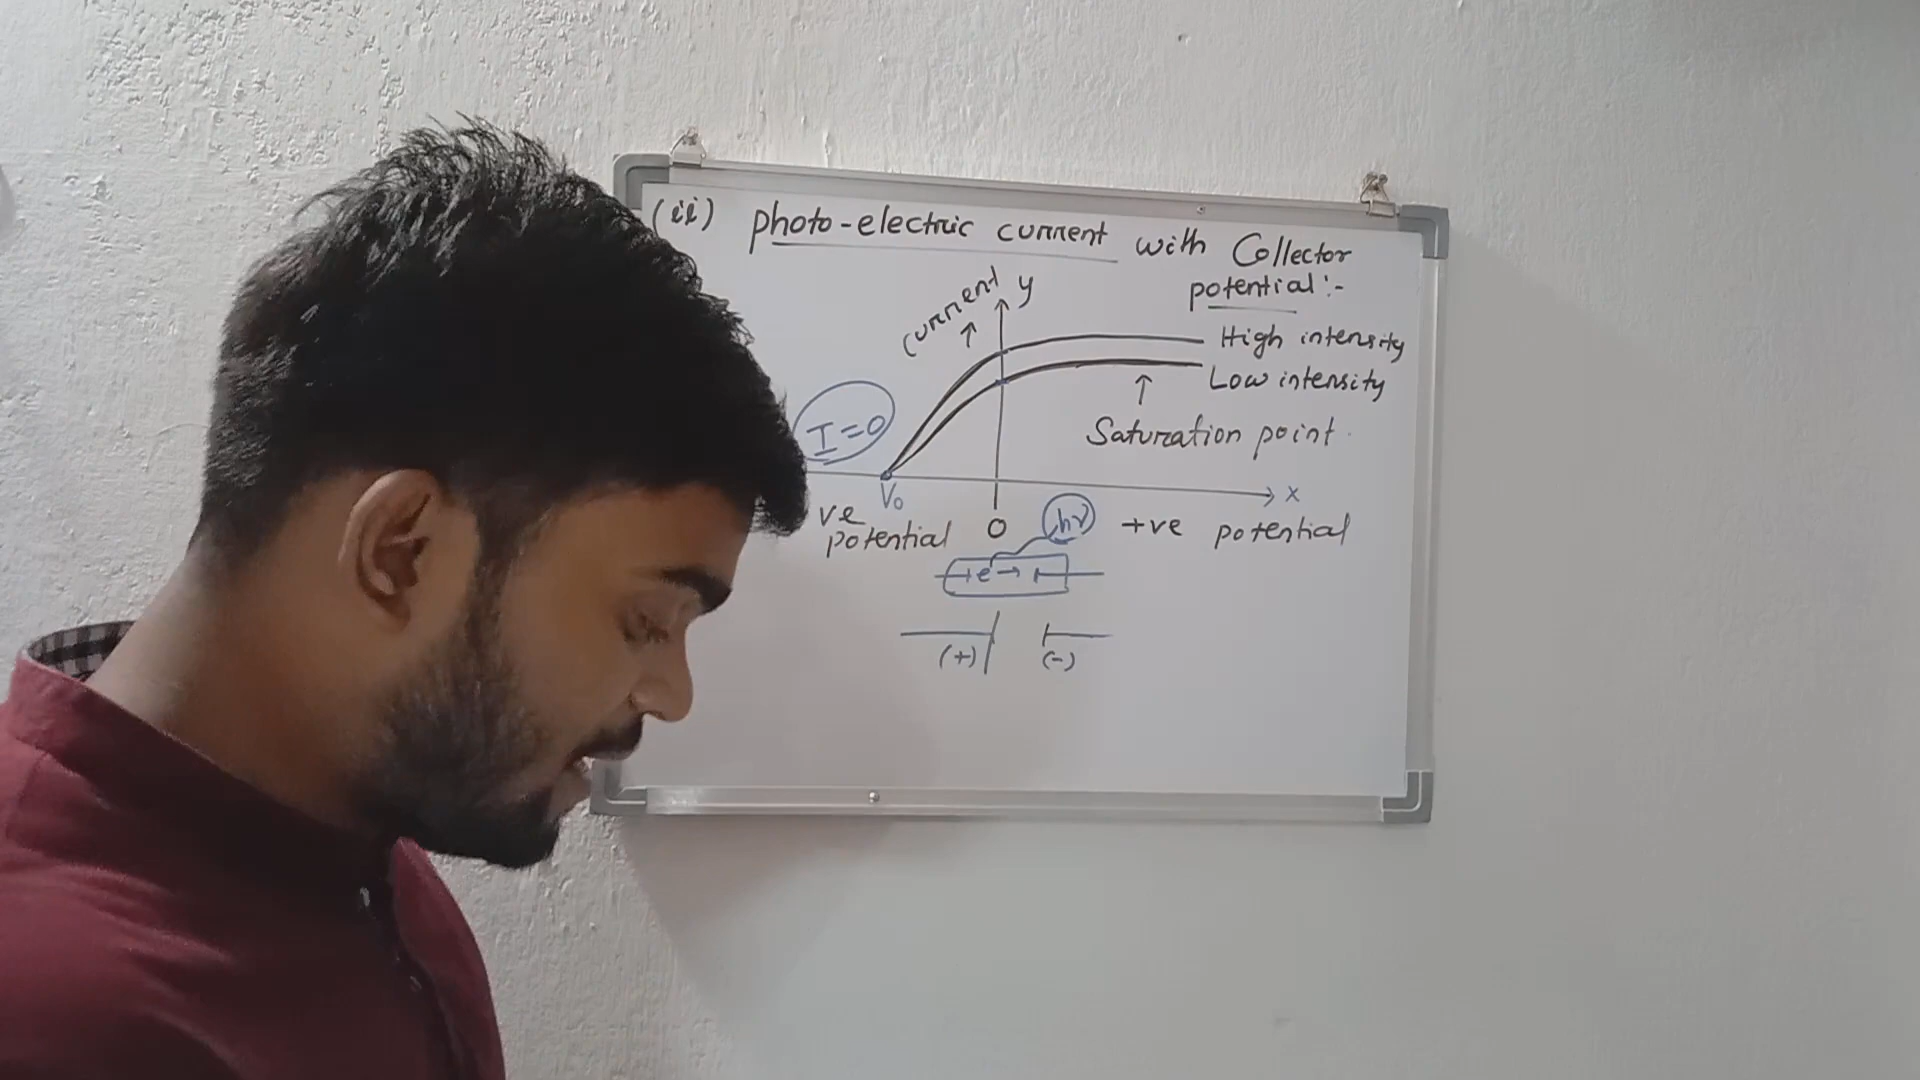 (ii) photo-electric current with Collector
potential:-
current y
High intensity
Low intensity
I=0
Saturation point
V₀
x
ve
potential
0
hν
+ve potential
e→
(+) (-)